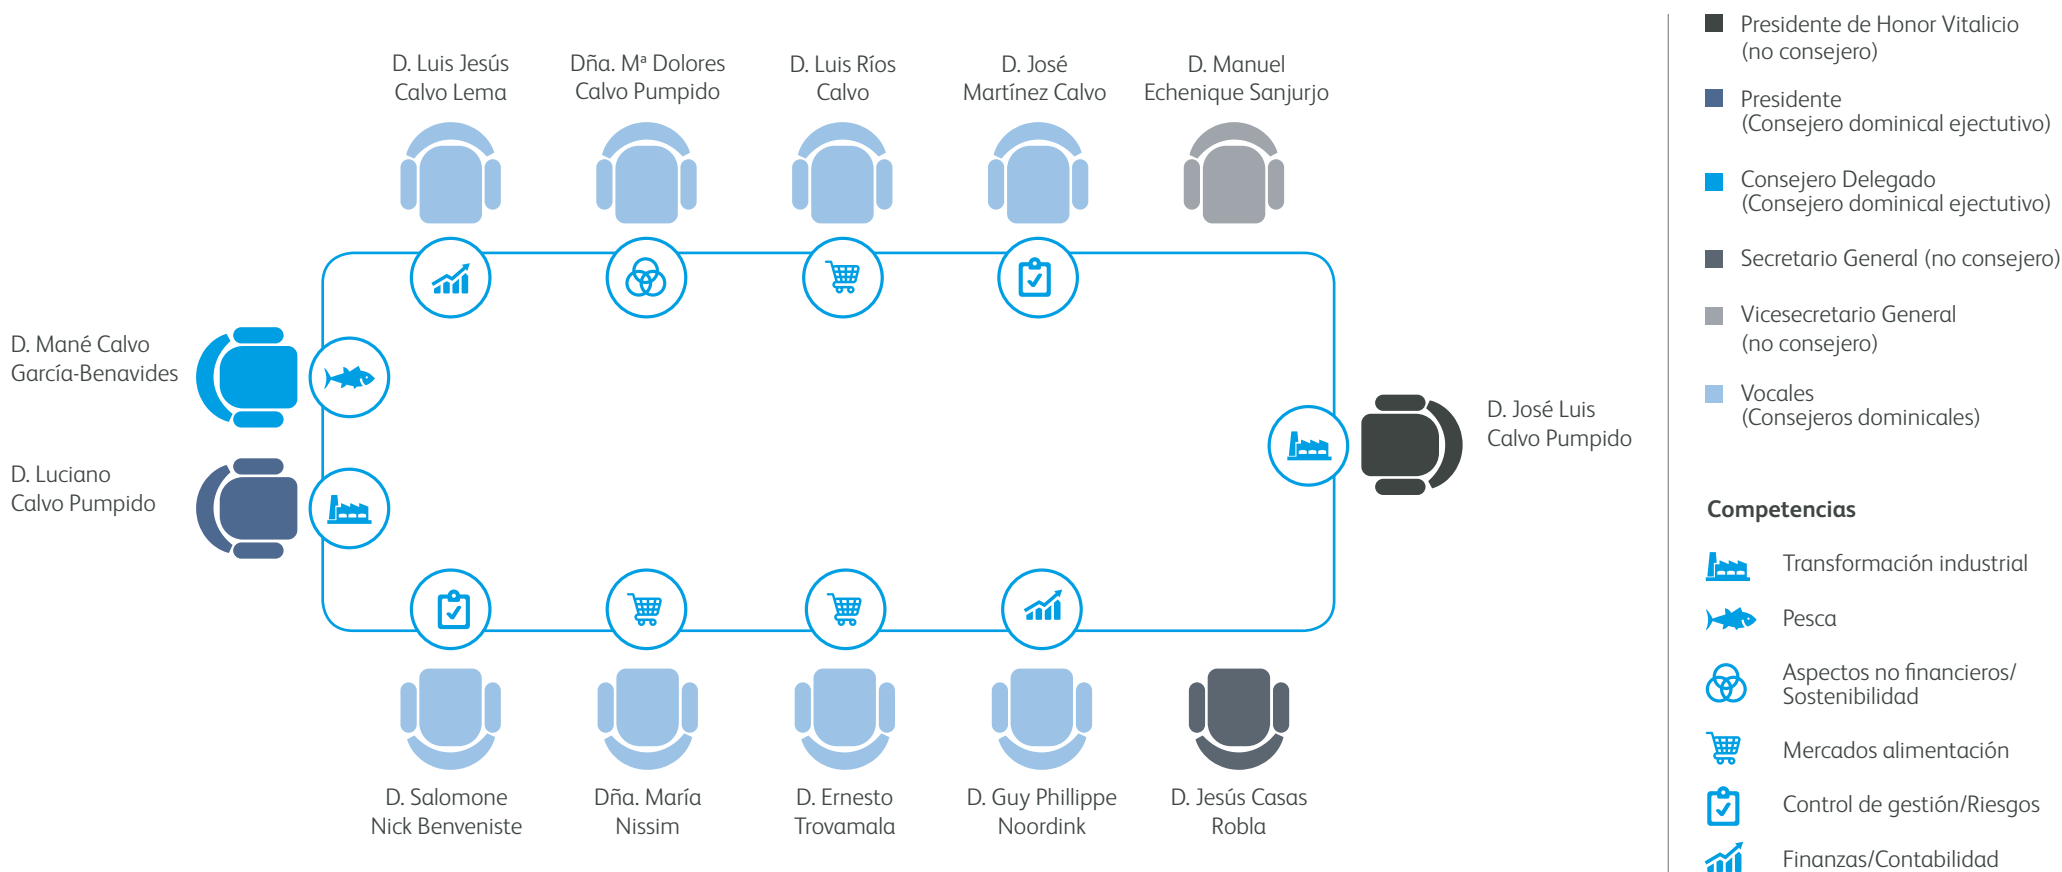 D. Luis Jesús
Calvo Lema
Dña. Mª Dolores
Calvo Pumpido
D. Luis Ríos
Calvo
D. José
Martínez Calvo
D. Manuel
Echenique Sanjurjo
D. Mané Calvo
García-Benavides
D. Luciano
Calvo Pumpido
D. José Luis
Calvo Pumpido
D. Salomone
Nick Benveniste
Dña. María
Nissim
D. Ernesto
Trovamala
D. Guy Phillippe
Noordink
D. Jesús Casas
Robla
Presidente de Honor Vitalicio
(no consejero)
Presidente
(Consejero dominical ejectutivo)
Consejero Delegado
(Consejero dominical ejectutivo)
Secretario General (no consejero)
Vicesecretario General
(no consejero)
Vocales
(Consejeros dominicales)
Competencias
Transformación industrial
Pesca
Aspectos no financieros/
Sostenibilidad
Mercados alimentación
Control de gestión/Riesgos
Finanzas/Contabilidad